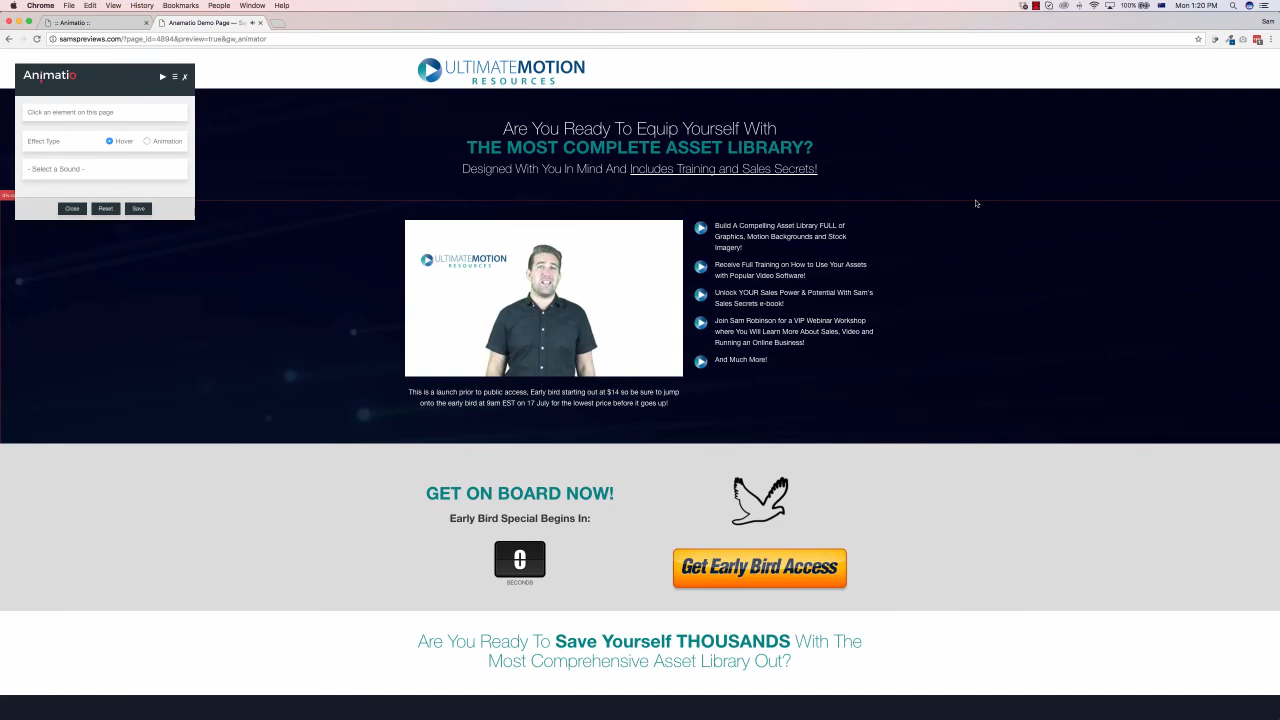 Chrome File Edit View History Bookmarks People Window Help
100% Mon 1:20 PM
:: Animatio ::
Anamatio Demo Page — Sa
Sam
samspreviews.com/?page_id=4894&preview=true&gw_animator
Animatio
Click an element on this page
Effect Type Hover Animation
- Select a Sound -
Close Reset Save
ULTIMATEMOTION
RESOURCES
Are You Ready To Equip Yourself With
THE MOST COMPLETE ASSET LIBRARY?
Designed With You In Mind And Includes Training and Sales Secrets!
ULTIMATEMOTION
RESOURCES
Build A Compelling Asset Library FULL of
Graphics, Motion Backgrounds and Stock
Imagery!
Receive Full Training on How to Use Your Assets
with Popular Video Software!
Unlock YOUR Sales Power & Potential With Sam's
Sales Secrets e-book!
Join Sam Robinson for a VIP Webinar Workshop
where You Will Learn More About Sales, Video and
Running an Online Business!
And Much More!
This is a launch prior to public access, Early bird starting out at $14 so be sure to jump
onto the early bird at 9am EST on 17 July for the lowest price before it goes up!
GET ON BOARD NOW!
Early Bird Special Begins In:
0
SECONDS
Get Early Bird Access
Are You Ready To Save Yourself THOUSANDS With The
Most Comprehensive Asset Library Out?